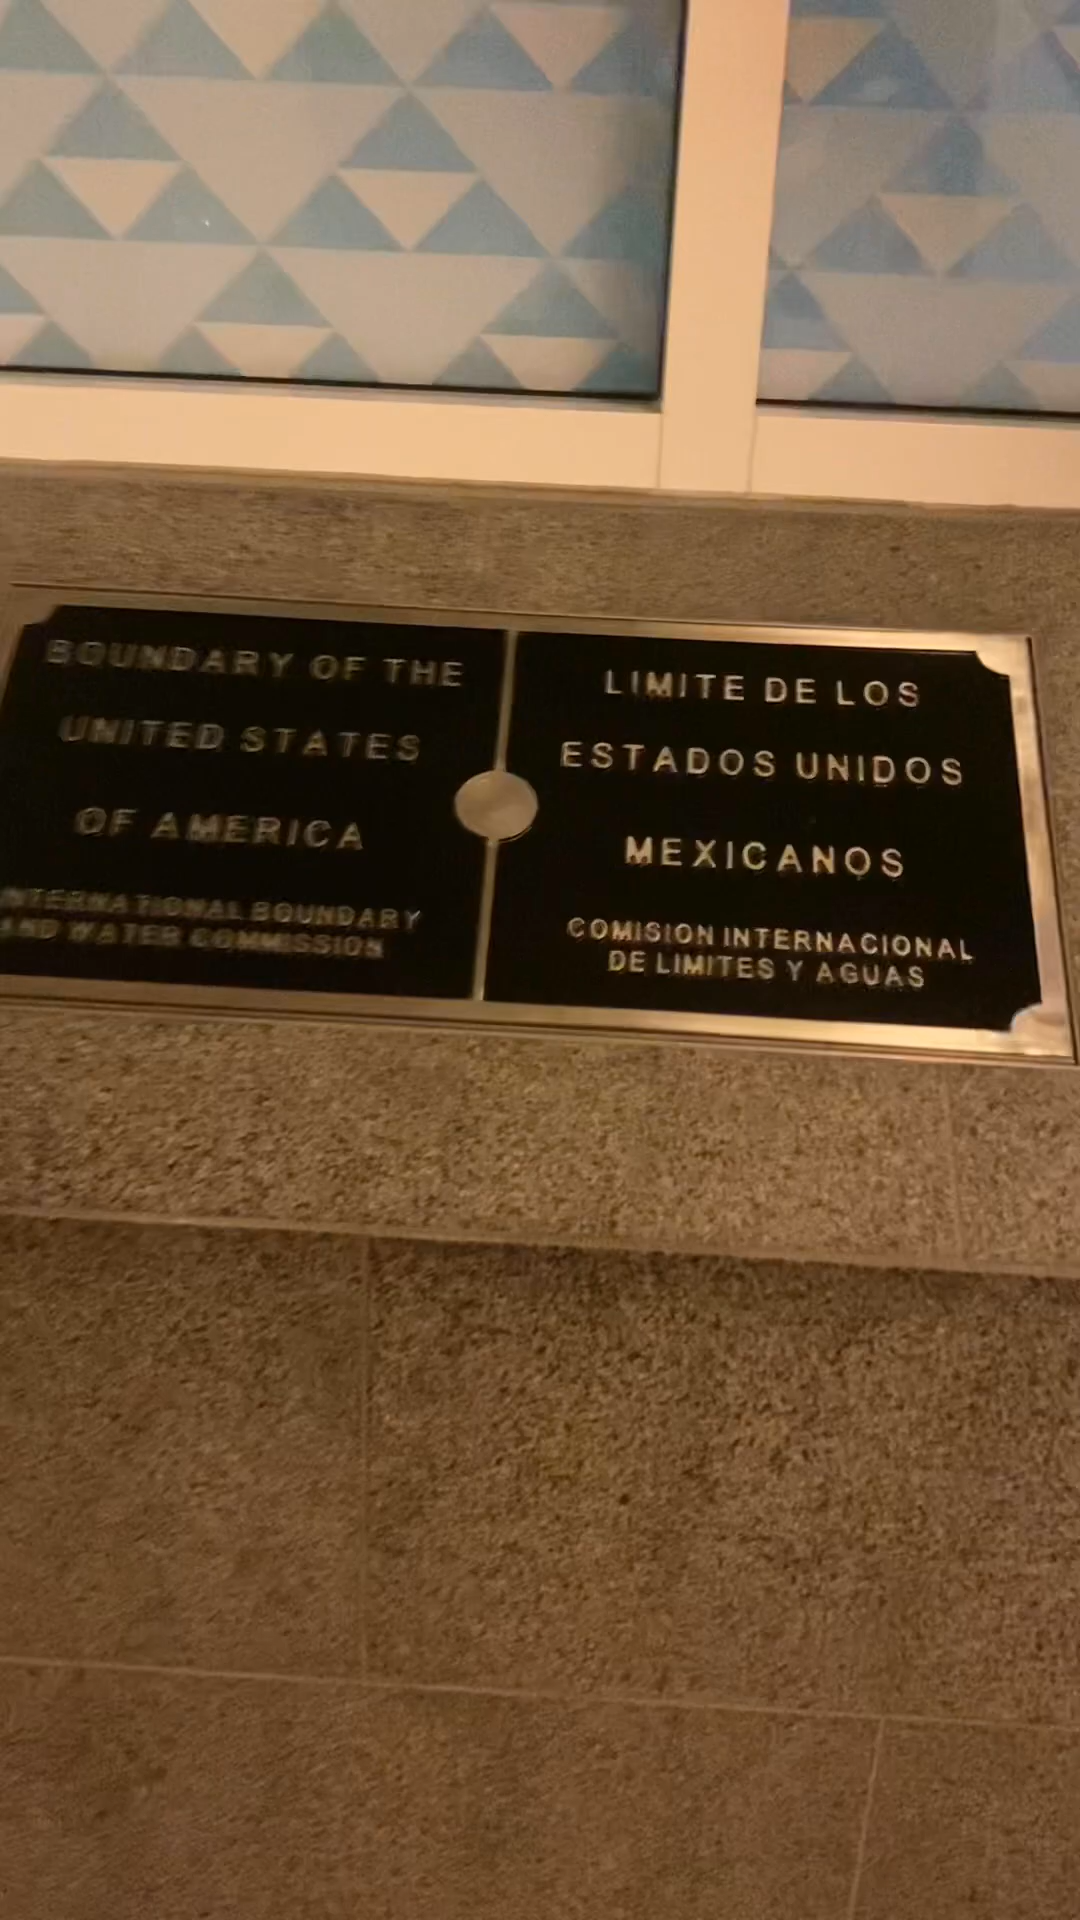 BOUNDARY OF THE
UNITED STATES
OF AMERICA
INTERNATIONAL BOUNDARY
AND WATER COMMISSION
LIMITE DE LOS
ESTADOS UNIDOS
MEXICANOS
COMISION INTERNACIONAL
DE LIMITES Y AGUAS